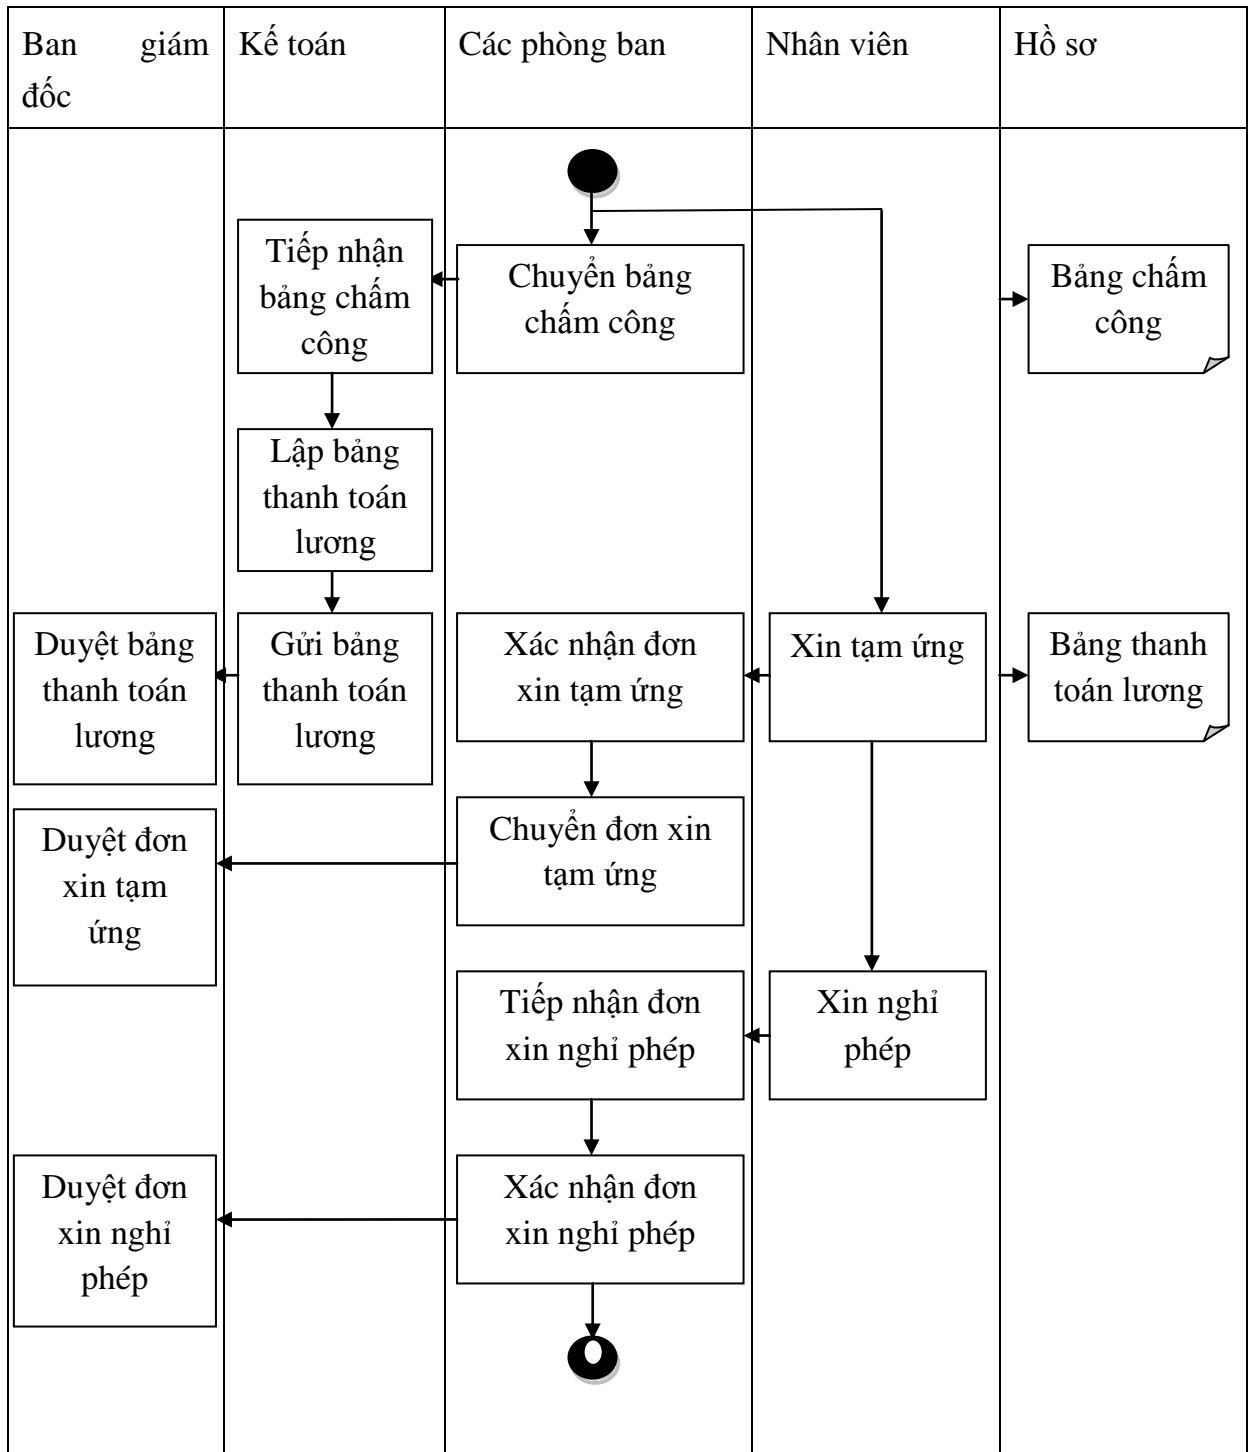 Ban giám
đốc
Kế toán
Các phòng ban
Nhân viên
Hồ sơ
Tiếp nhận
bảng chấm
công
Chuyển bảng
chấm công
Bảng chấm
công
Lập bảng
thanh toán
lương
Duyệt bảng
thanh toán
lương
Gửi bảng
thanh toán
lương
Xác nhận đơn
xin tạm ứng
Xin tạm ứng
Bảng thanh
toán lương
Duyệt đơn
xin tạm
ứng
Chuyển đơn xin
tạm ứng
Tiếp nhận đơn
xin nghỉ phép
Xin nghỉ
phép
Duyệt đơn
xin nghỉ
phép
Xác nhận đơn
xin nghỉ phép